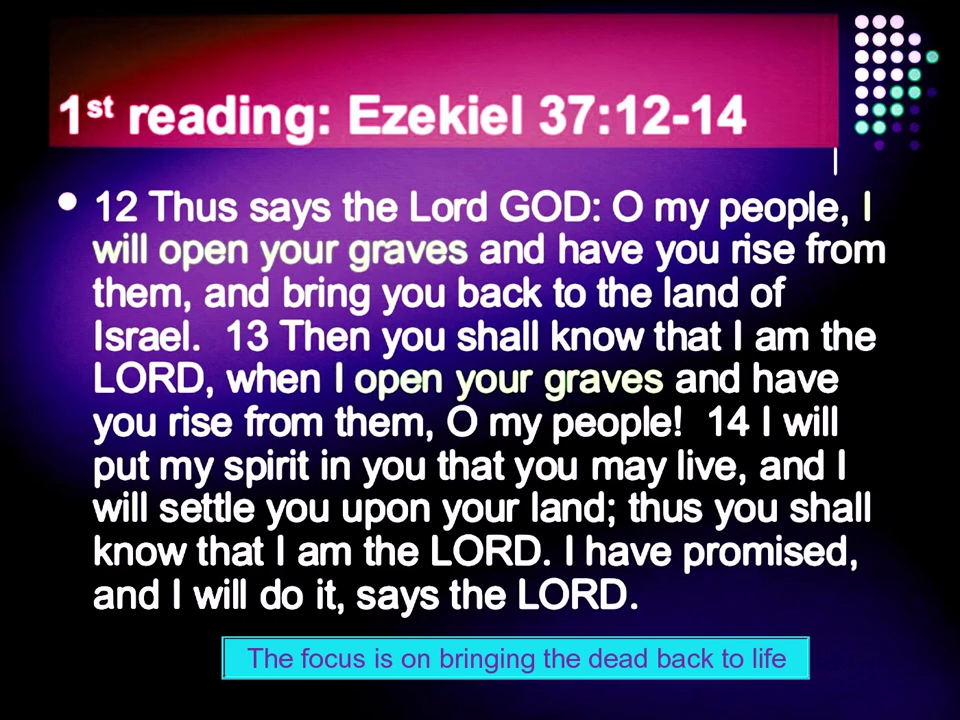 1st reading: Ezekiel 37:12-14
• 12 Thus says the Lord GOD: O my people, I
will open your graves and have you rise from
them, and bring you back to the land of
Israel.  13 Then you shall know that I am the
LORD, when I open your graves and have
you rise from them, O my people!  14 I will
put my spirit in you that you may live, and I
will settle you upon your land; thus you shall
know that I am the LORD. I have promised,
and I will do it, says the LORD.
The focus is on bringing the dead back to life